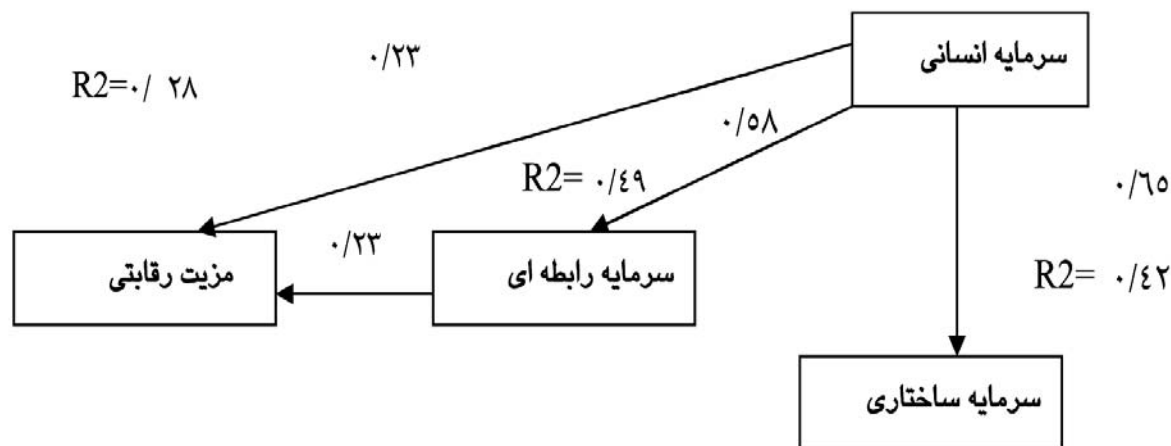 سرمایه انسانی
۰/۲۳
R2=۰/ ۲۸
۰/۵۸
R2= ۰/٤۹
۰/٦٥
۰/۲۳
مزیت رقابتی
سرمایه رابطه ای
R2= ۰/٤۲
سرمایه ساختاری